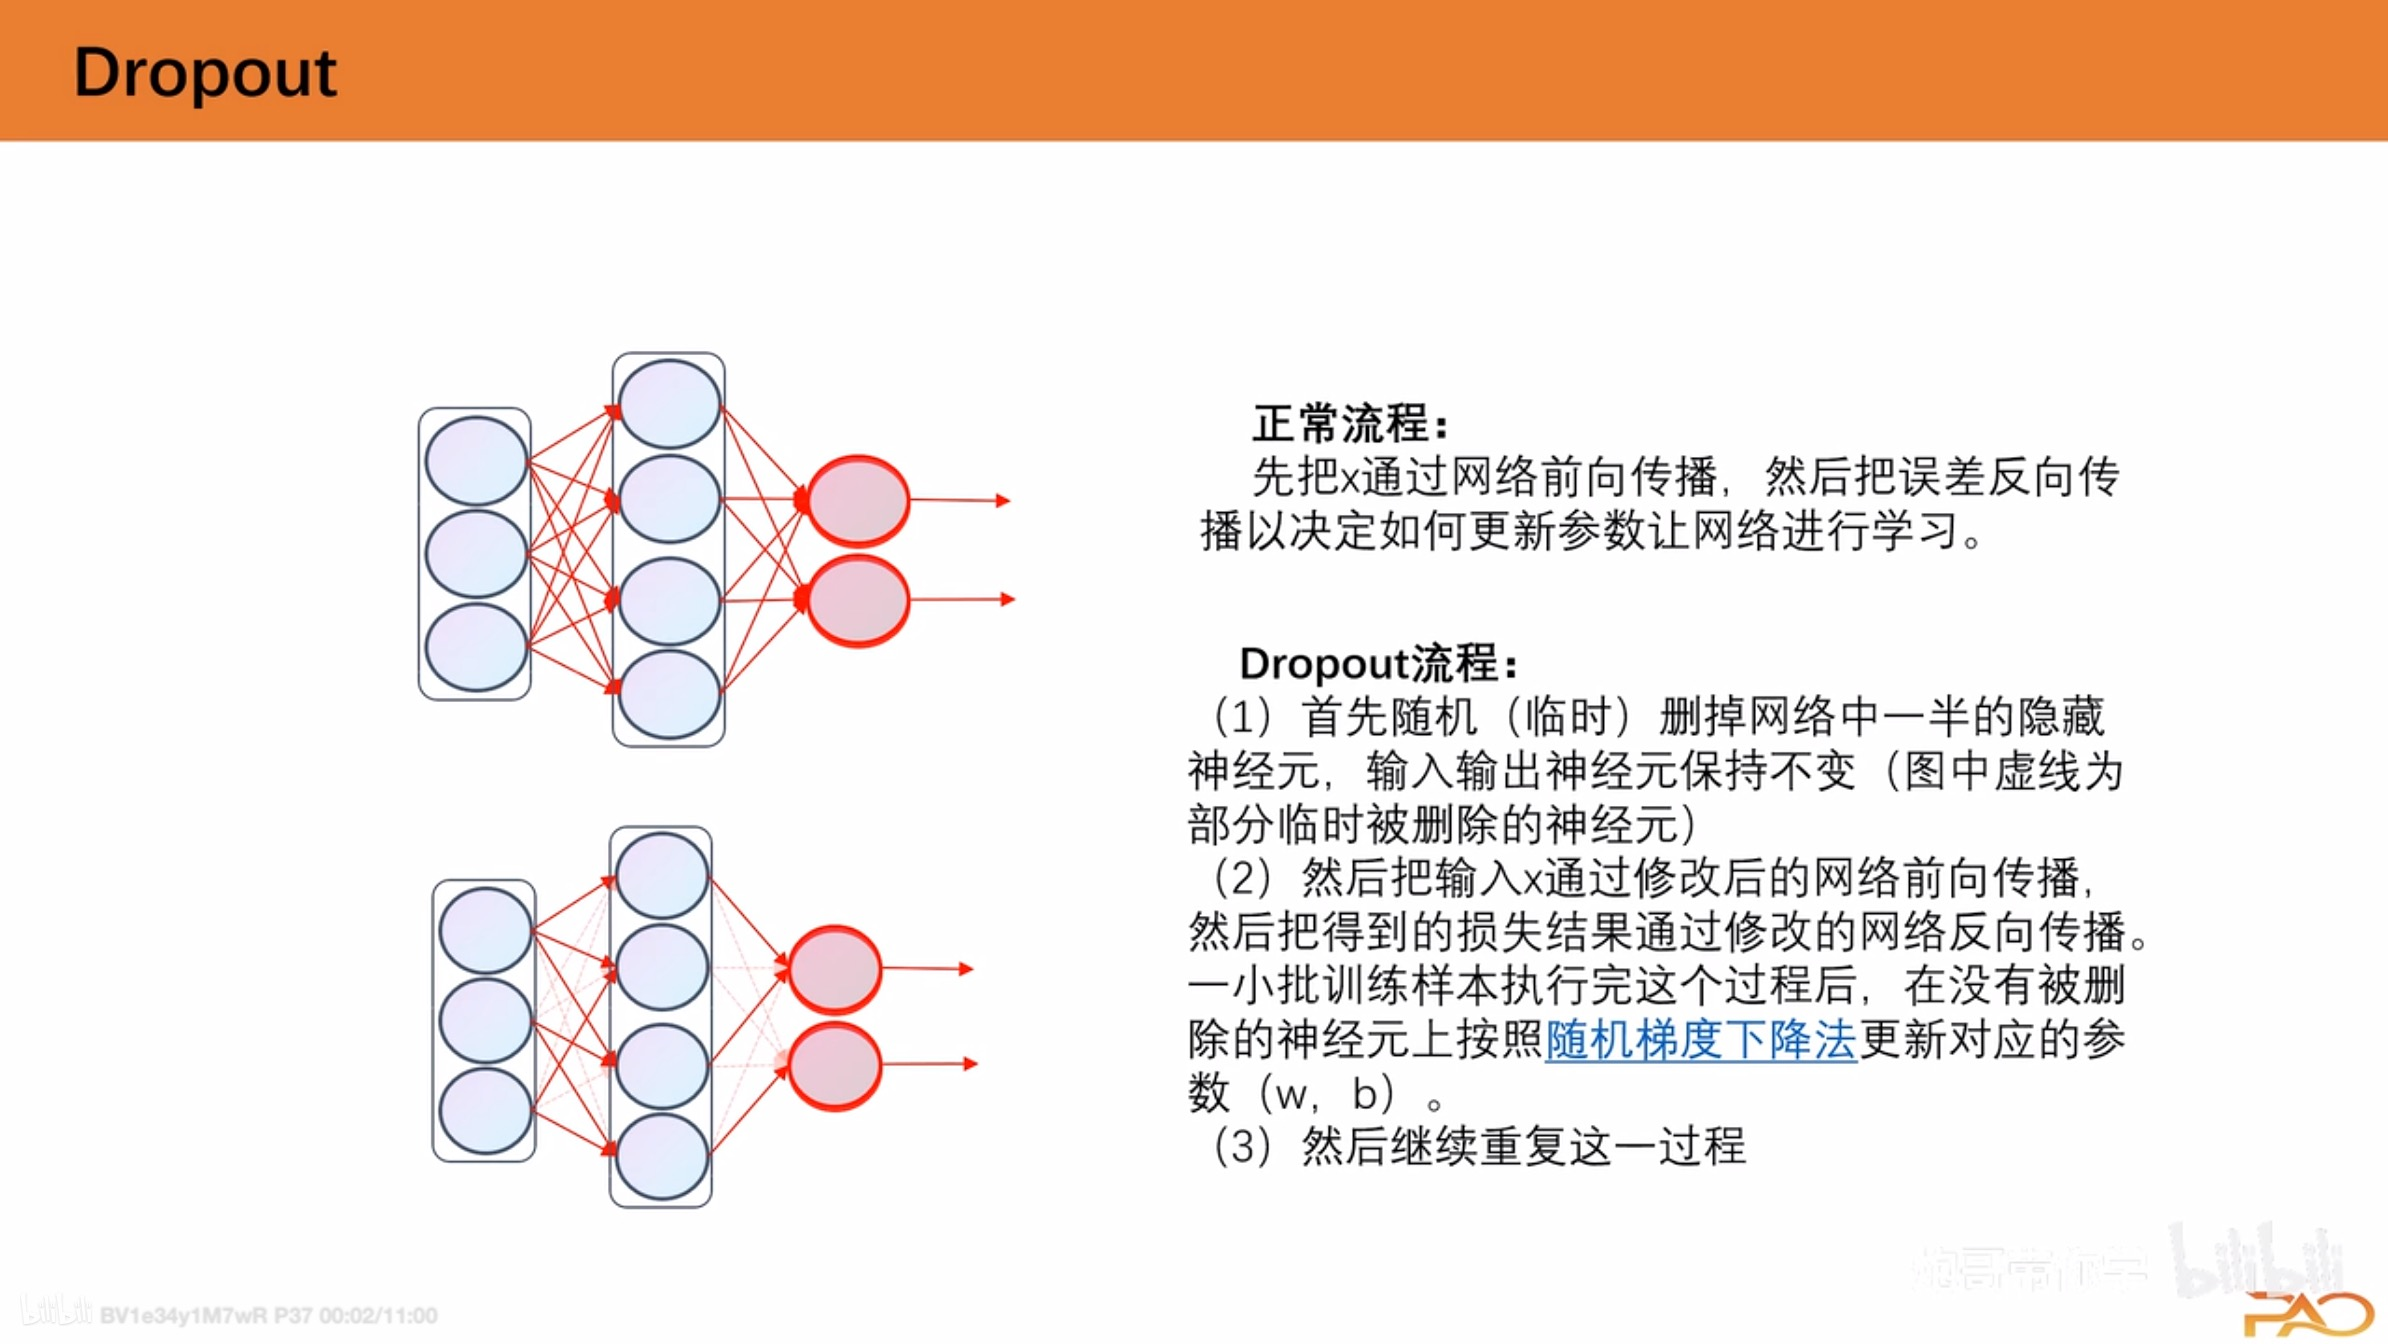 Dropout
正常流程：
先把x通过网络前向传播，然后把误差反向传
播以决定如何更新参数让网络进行学习。
Dropout流程：
（1）首先随机（临时）删掉网络中一半的隐藏
神经元，输入输出神经元保持不变（图中虚线为
部分临时被删除的神经元）
（2）然后把输入x通过修改后的网络前向传播，
然后把得到的损失结果通过修改的网络反向传播。
一小批训练样本执行完这个过程后，在没有被删
除的神经元上按照随机梯度下降法更新对应的参
数（w，b）。
（3）然后继续重复这一过程
炮哥带你学 bilibili
PAO
bilibili BV1e34y1M7wR P37 00:02/11:00